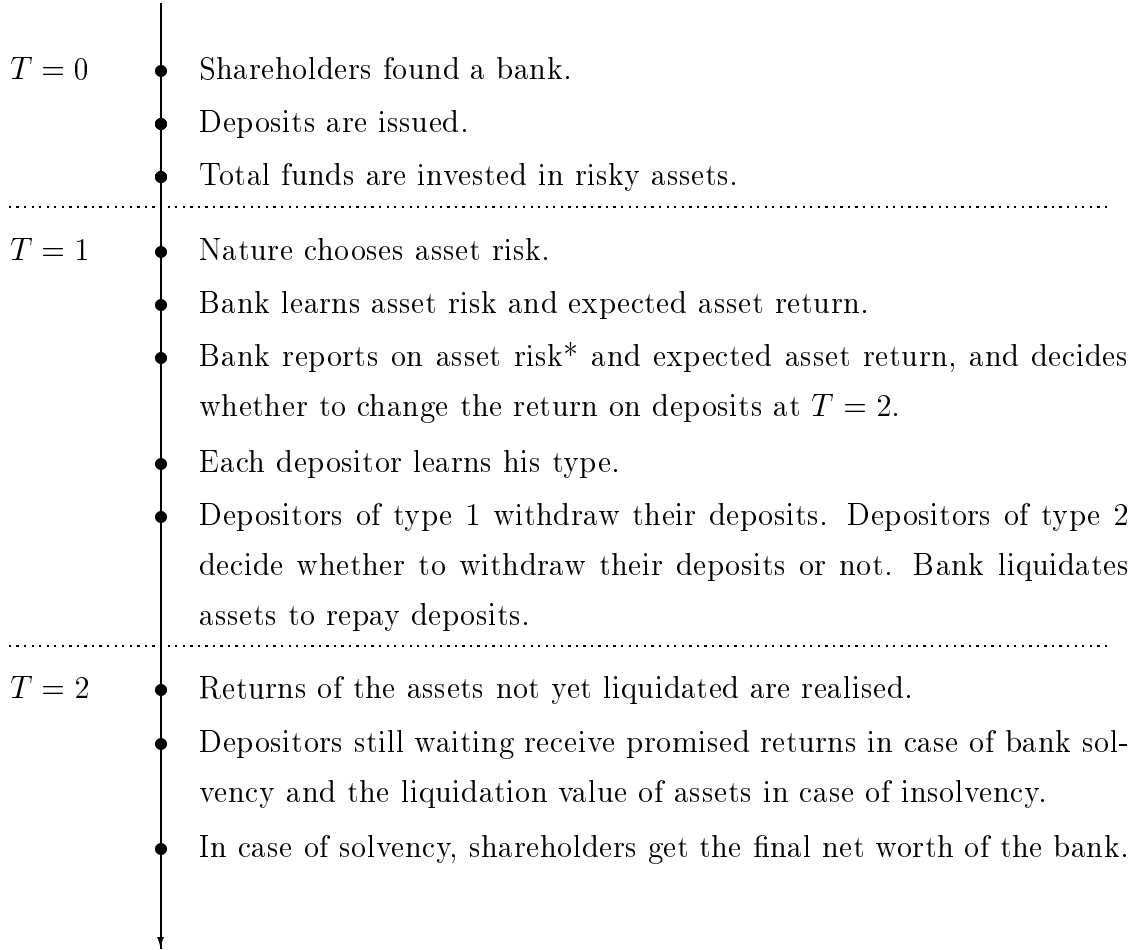 T = 0 Shareholders found a bank.
Deposits are issued.
Total funds are invested in risky assets.
T = 1 Nature chooses asset risk.
Bank learns asset risk and expected asset return.
Bank reports on asset risk* and expected asset return, and decides
whether to change the return on deposits at T = 2.
Each depositor learns his type.
Depositors of type 1 withdraw their deposits. Depositors of type 2
decide whether to withdraw their deposits or not. Bank liquidates
assets to repay deposits.
T = 2 Returns of the assets not yet liquidated are realised.
Depositors still waiting receive promised returns in case of bank sol-
vency and the liquidation value of assets in case of insolvency.
In case of solvency, shareholders get the final net worth of the bank.